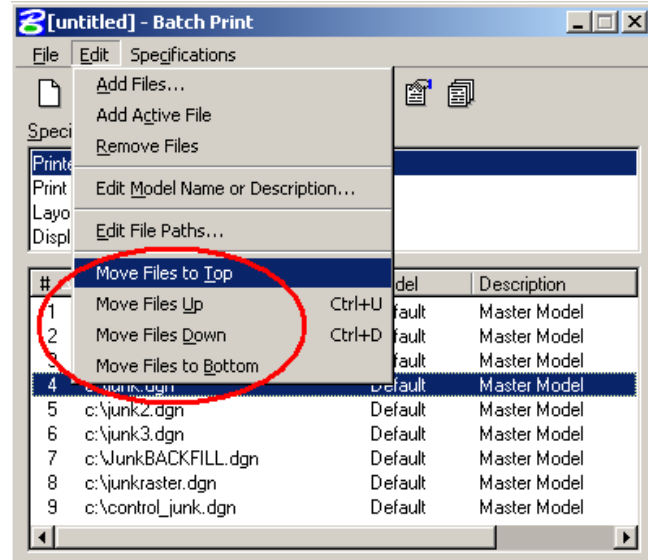 [untitled] - Batch Print
File Edit Specifications
Add Files...
Add Active File
Remove Files
Edit Model Name or Description...
Edit File Paths...
Move Files to Top
Move Files Up Ctrl+U
Move Files Down Ctrl+D
Move Files to Bottom
Speci
Printe
Print
Layo
Displ
# del Description
1 fault Master Model
2 fault Master Model
3 fault Master Model
4 c:\junk.dgn Default Master Model
5 c:\junk2.dgn Default Master Model
6 c:\junk3.dgn Default Master Model
7 c:\JunkBACKFILL.dgn Default Master Model
8 c:\junkraster.dgn Default Master Model
9 c:\control_junk.dgn Default Master Model